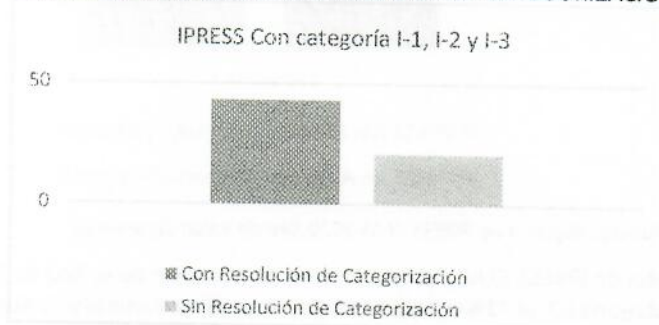 IPRESS Con categoría I-1, I-2 y I-3
50
0
Con Resolución de Categorización
Sin Resolución de Categorización